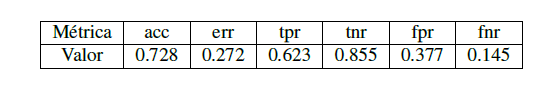 Métrica acc err tpr tnr fpr fnr
Valor 0.728 0.272 0.623 0.855 0.377 0.145